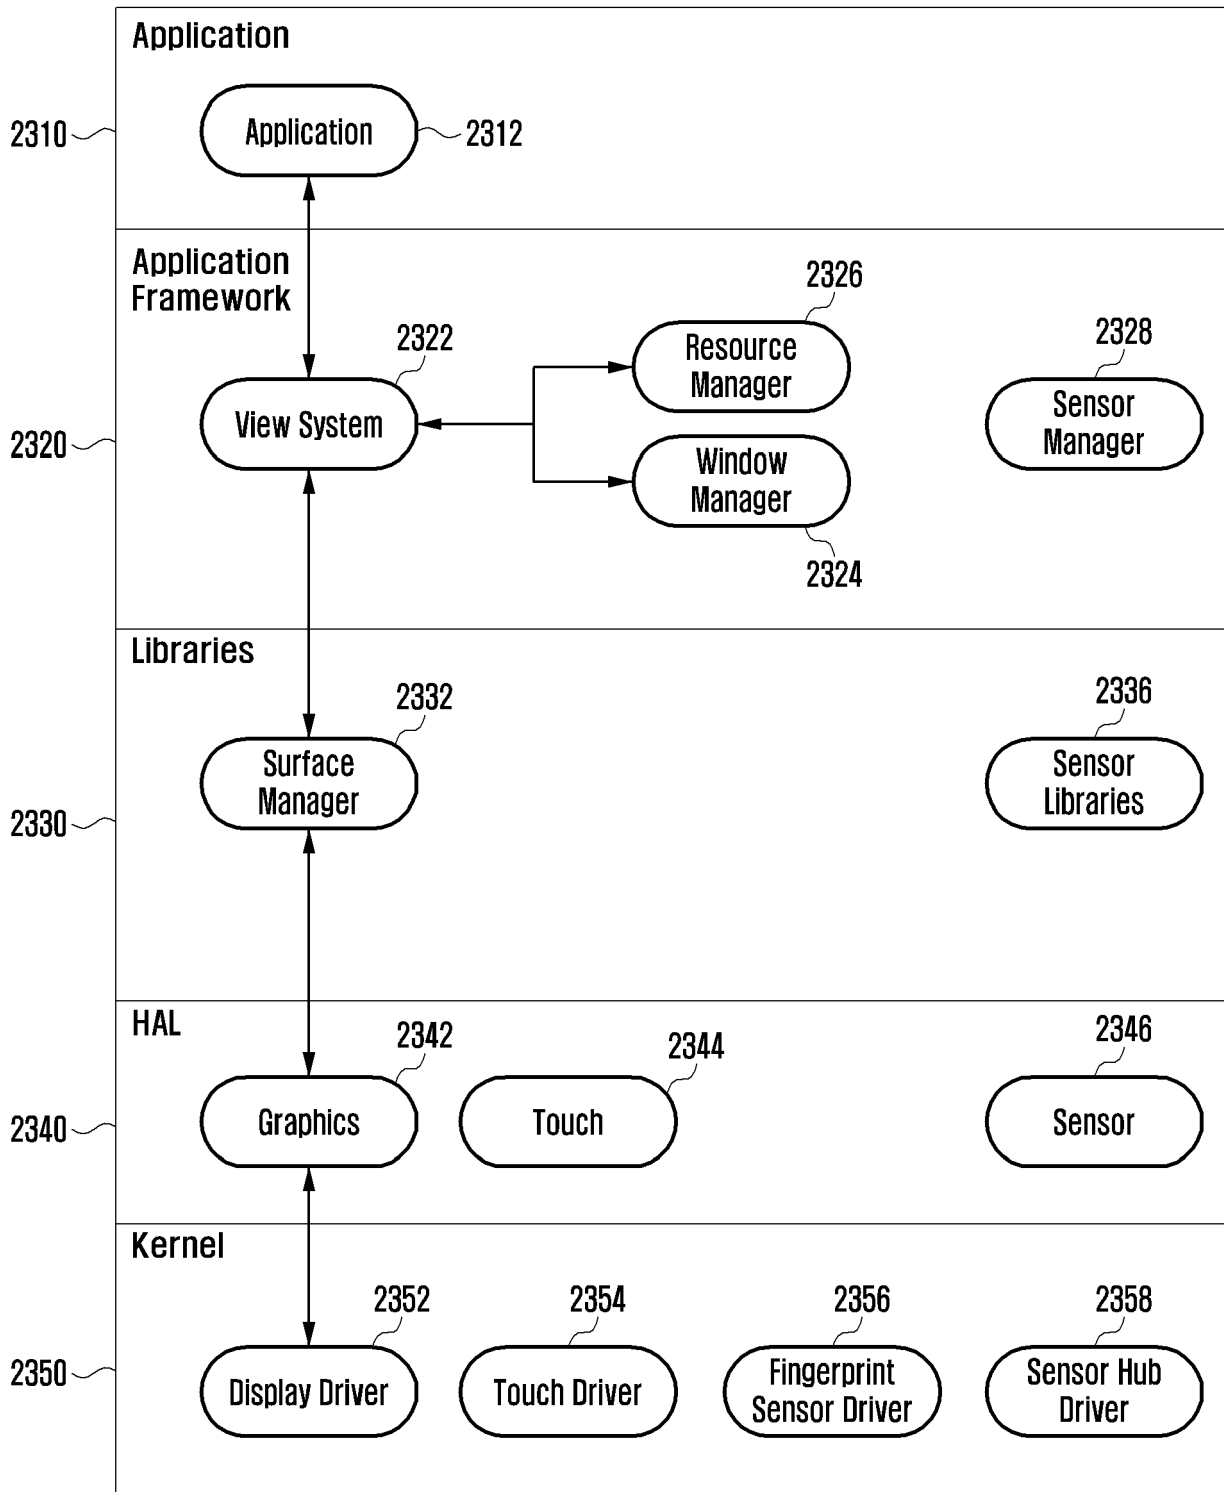 Application
Application
2310
2312
Application
Framework
2326
2322
2328
Resource
Manager
View System
Sensor
Manager
2320
Window
Manager
2324
Libraries
2332
2336
Surface
Manager
Sensor
Libraries
2330
HAL
2342
2344
2346
Graphics
Touch
Sensor
2340
Kernel
2352
2354
2356
2358
2350
Display Driver
Touch Driver
Fingerprint
Sensor Driver
Sensor Hub
Driver